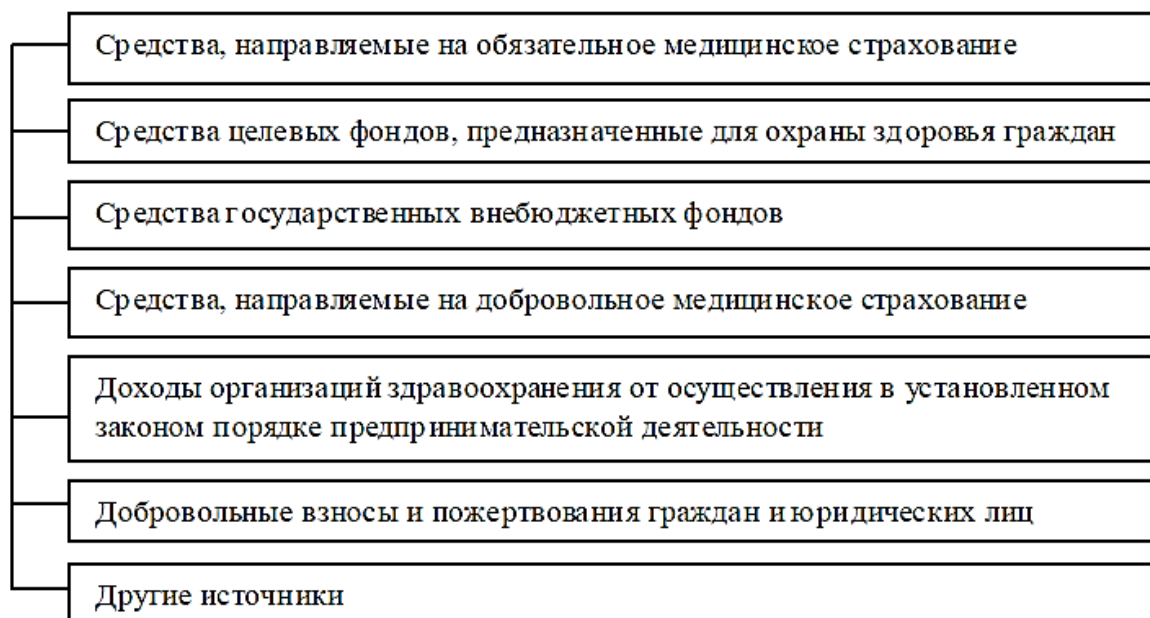 Средства, направляемые на обязательное медицинское страхование
Средства целевых фондов, предназначенные для охраны здоровья граждан
Средства государственных внебюджетных фондов
Средства, направляемые на добровольное медицинское страхование
Доходы организаций здравоохранения от осуществления в установленном
законом порядке предпринимательской деятельности
Добровольные взносы и пожертвования граждан и юридических лиц
Другие источники